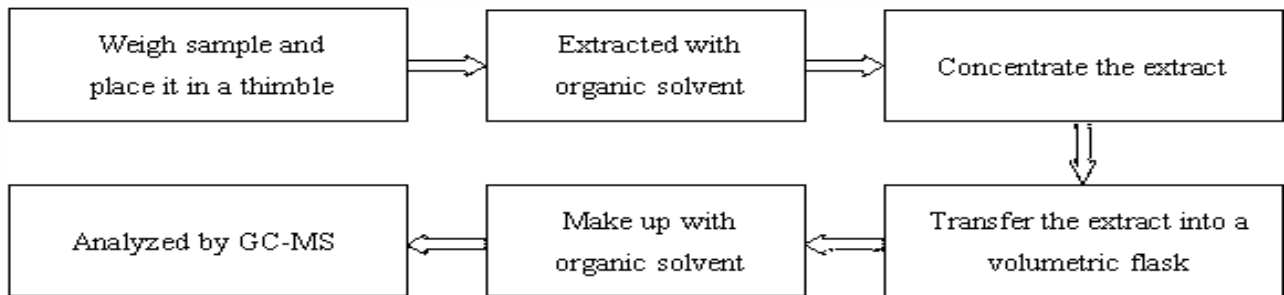 Weigh sample and
place it in a thimble
Extracted with
organic solvent
Concentrate the extract
Transfer the extract into a
volumetric flask
Make up with
organic solvent
Analyzed by GC-MS